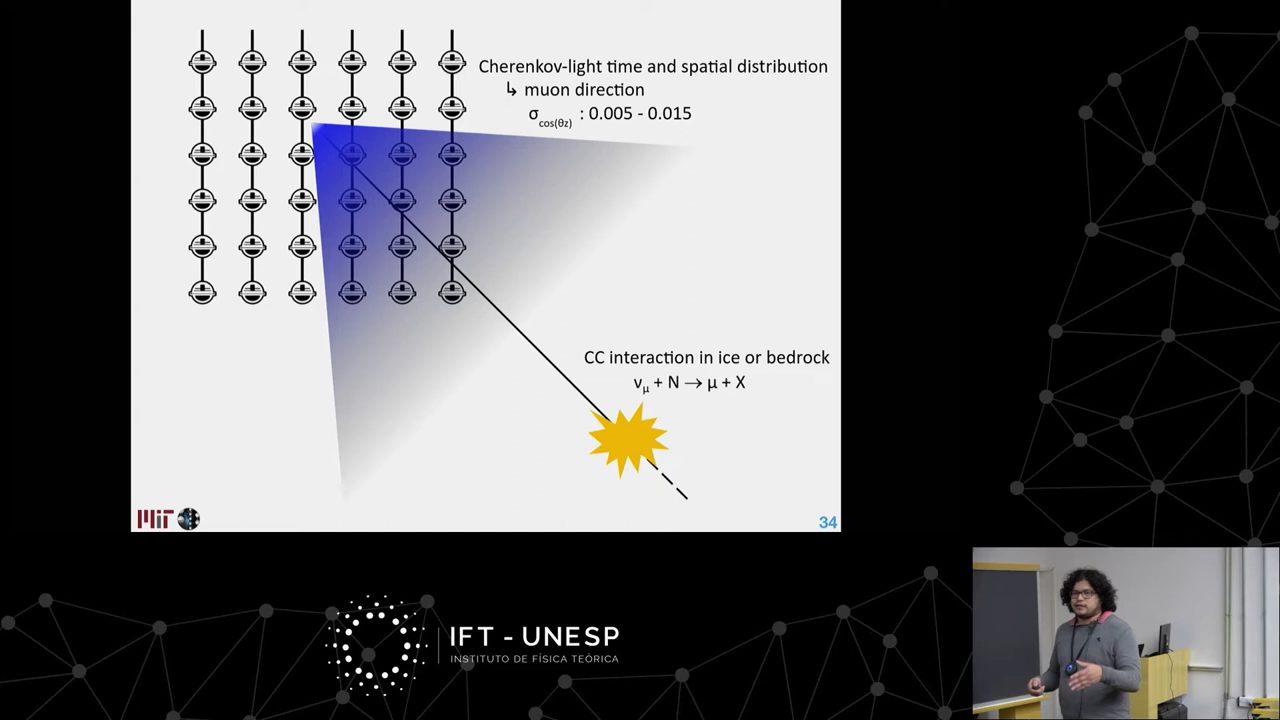 Cherenkov-light time and spatial distribution
↳ muon direction
σcos(θz) : 0.005 - 0.015
CC interaction in ice or bedrock
νμ + N → μ + X
MIT
34
IFT - UNESP
INSTITUTO DE FÍSICA TEÓRICA